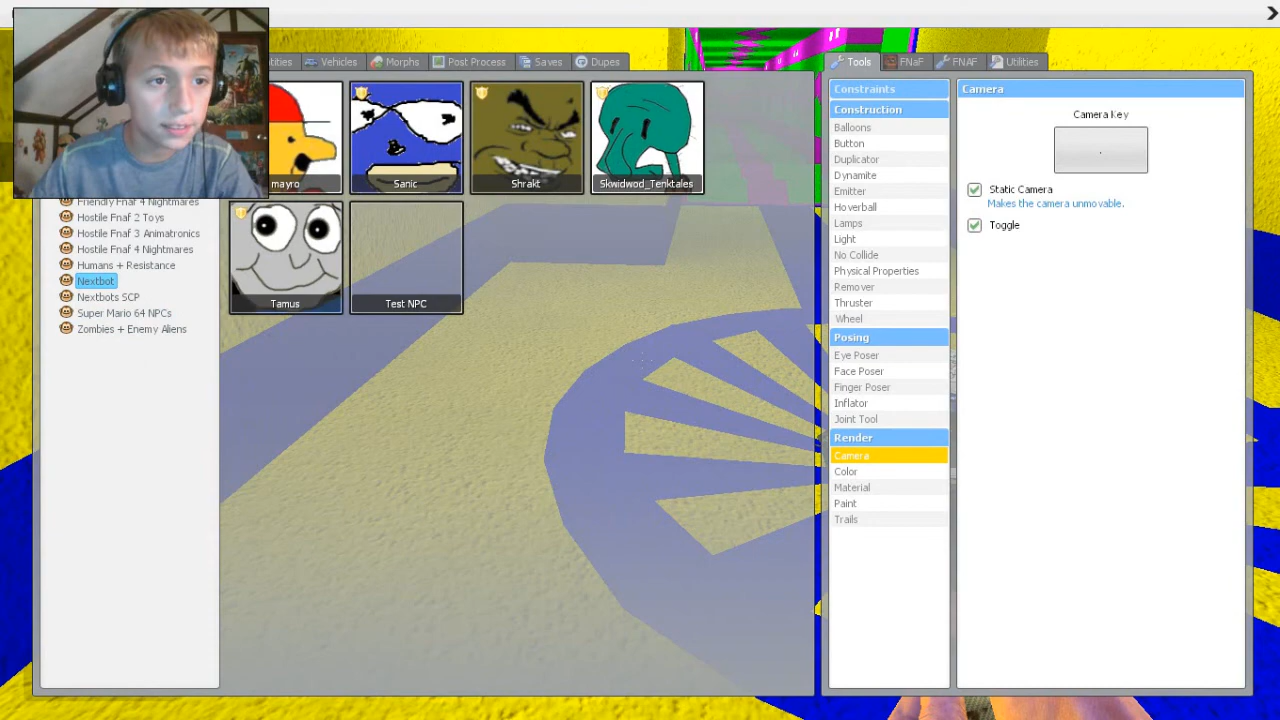 tities
Vehicles
Morphs
Post Process
Saves
Dupes
Tools
FNaF
FNAF
Utilities
mayro
Sanic
Shrakt
Skwidwod_Tenktales
Tamus
Test NPC
Friendly Fnaf 4 Nightmares
Hostile Fnaf 2 Toys
Hostile Fnaf 3 Animatronics
Hostile Fnaf 4 Nightmares
Humans + Resistance
Nextbot
Nextbots SCP
Super Mario 64 NPCs
Zombies + Enemy Aliens
Constraints
Construction
Balloons
Button
Duplicator
Dynamite
Emitter
Hoverball
Lamps
Light
No Collide
Physical Properties
Remover
Thruster
Wheel
Posing
Eye Poser
Face Poser
Finger Poser
Inflator
Joint Tool
Render
Camera
Color
Material
Paint
Trails
Camera
Camera Key
.
Static Camera
Makes the camera unmovable.
Toggle